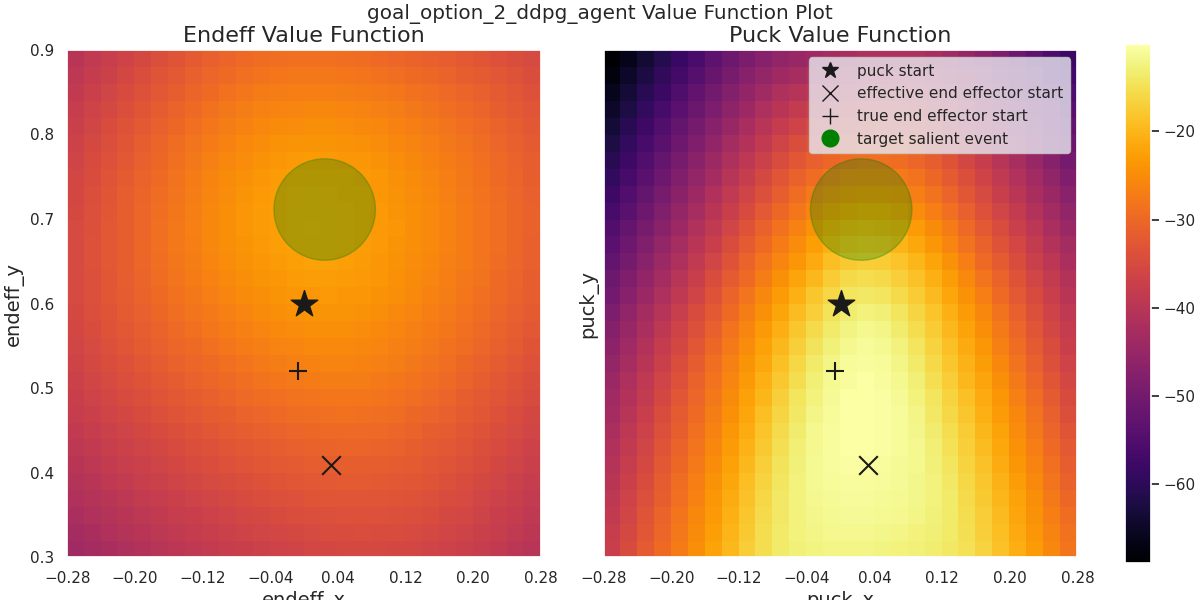 goal_option_2_ddpg_agent Value Function Plot
Endeff Value Function
endeff_y
0.9
0.8
0.7
0.6
0.5
0.4
0.3
−0.28 −0.20 −0.12 −0.04 0.04 0.12 0.20 0.28
endeff_x
Puck Value Function
puck start
effective end effector start
true end effector start
target salient event
puck_y
−0.28 −0.20 −0.12 −0.04 0.04 0.12 0.20 0.28
puck_x
−20
−30
−40
−50
−60